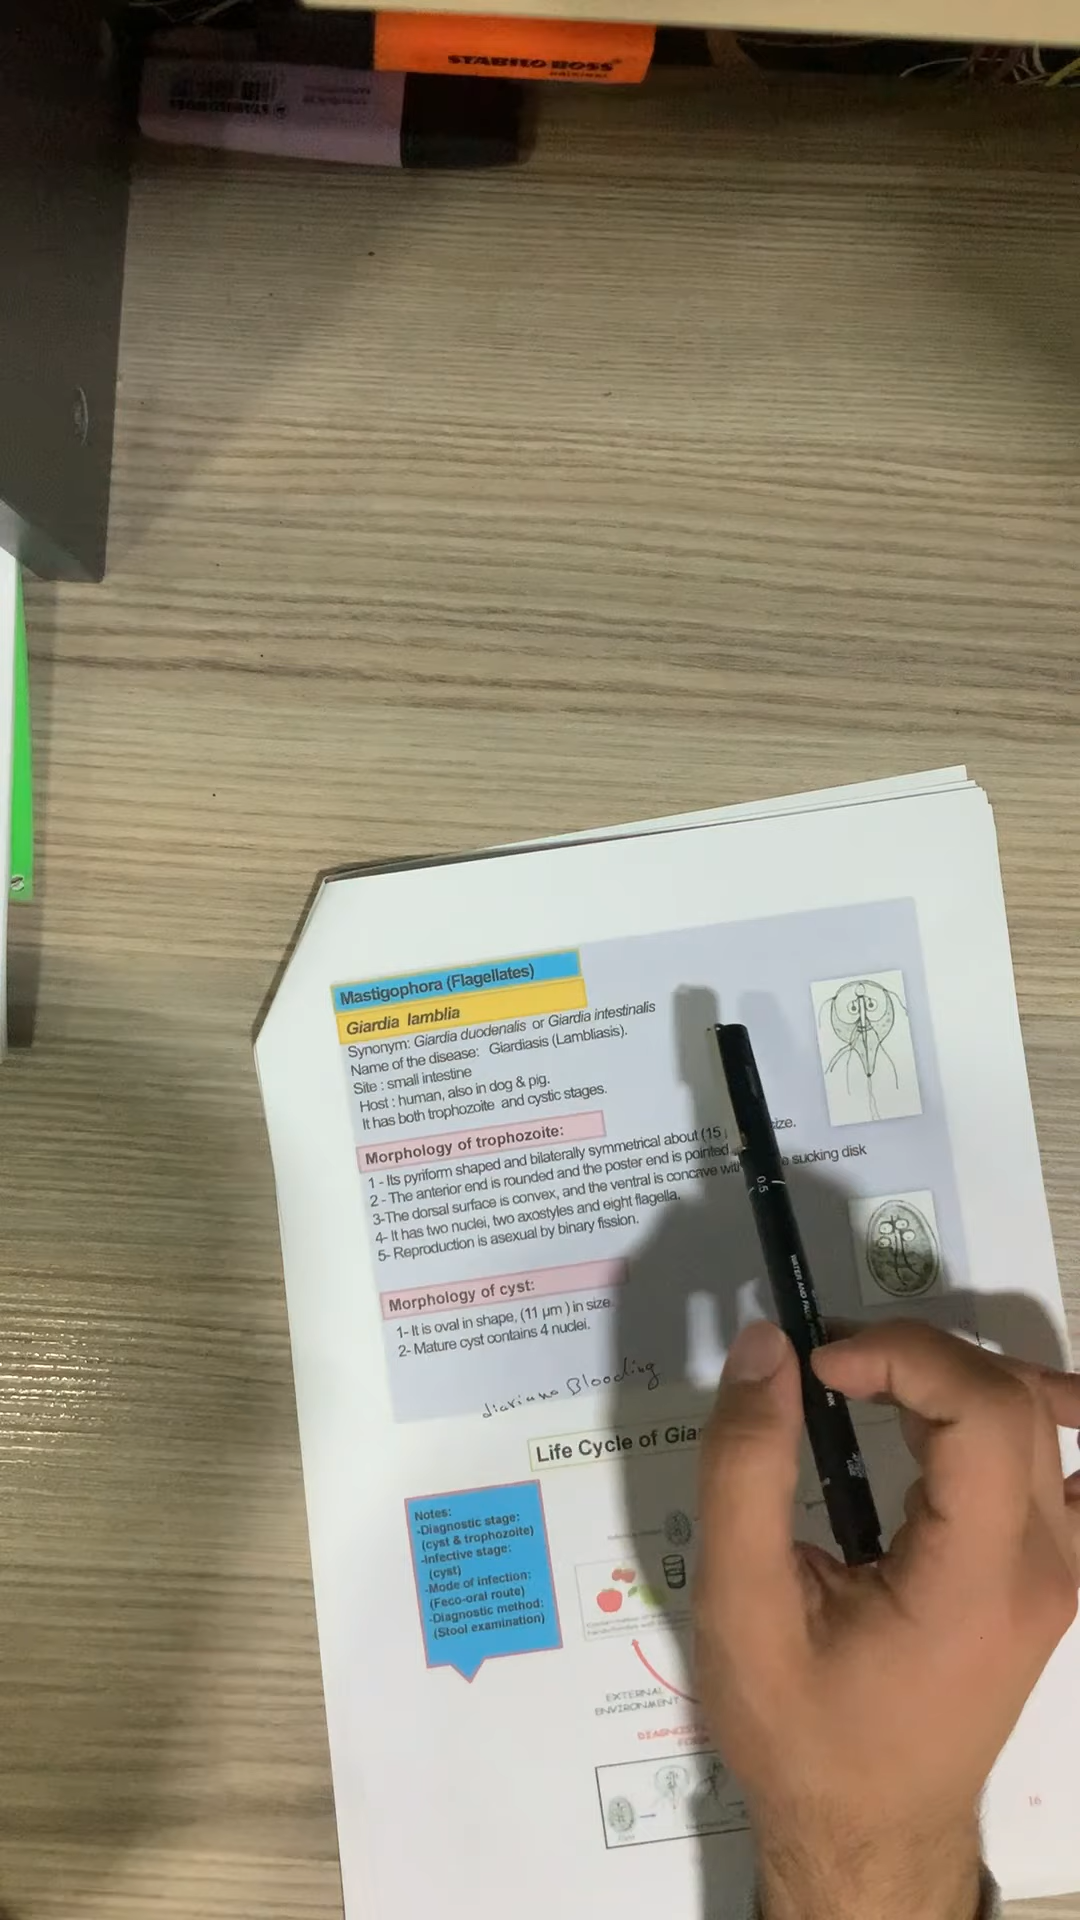 STABILO BOSS
ORIGINAL
Mastigophora (Flagellates)
Giardia lamblia
Synonym: Giardia duodenalis or Giardia intestinalis
Name of the disease: Giardiasis (Lambliasis).
Site : small intestine
Host : human, also in dog & pig.
It has both trophozoite and cystic stages.
Morphology of trophozoite:
1 - Its pyriform shaped and bilaterally symmetrical about (15 size.
2 - The anterior end is rounded and the poster end is pointed
3-The dorsal surface is convex, and the ventral is concave sucking disk
4- It has two nuclei, two axostyles and eight flagella.
5- Reproduction is asexual by binary fission.
Morphology of cyst:
1- It is oval in shape, (11 µm ) in size
2- Mature cyst contains 4 nuclei.
Blooding
Life Cycle of
Notes:
-Diagnostic stage:
(cyst & trophozoite)
-Infective stage:
(cyst)
-Mode of infection:
(Feco-oral route)
-Diagnostic method:
(Stool examination)
EXTERNAL
ENVIRONMENT
0.5
16